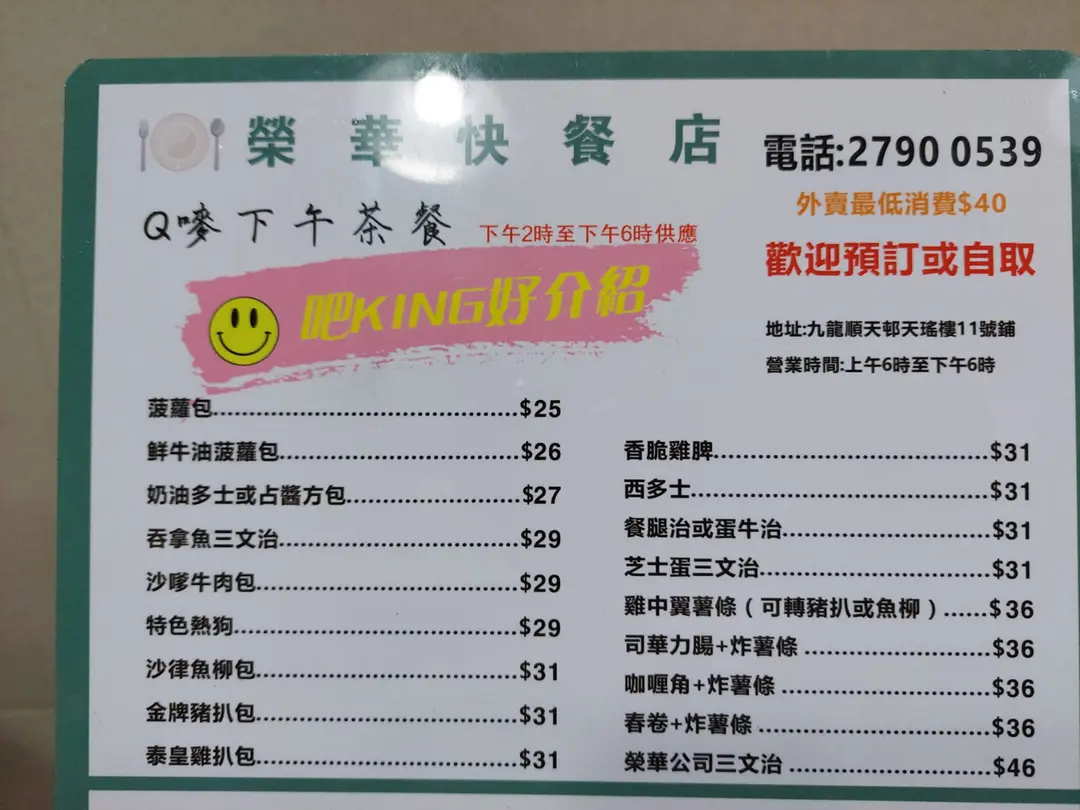 榮華快餐店
電話:2790 0539
外賣最低消費$40
Q嘜下午茶餐
下午2時至下午6時供應
歡迎預訂或自取
吧KING好介紹
地址:九龍順天邨天瑤樓11號鋪
營業時間:上午6時至下午6時
菠蘿包........................................$25
鮮牛油菠蘿包................................$26
奶油多士或占醬方包.......................$27
吞拿魚三文治................................$29
沙嗲牛肉包...................................$29
特色熱狗......................................$29
沙律魚柳包...................................$31
金牌豬扒包...................................$31
泰皇雞扒包...................................$31
香脆雞脾.....................................$31
西多士........................................$31
餐腿治或蛋牛治............................$31
芝士蛋三文治...............................$31
雞中翼薯條（可轉豬扒或魚柳）......$36
司華力腸+炸薯條.........................$36
咖喱角+炸薯條............................$36
春卷+炸薯條...............................$36
榮華公司三文治...........................$46